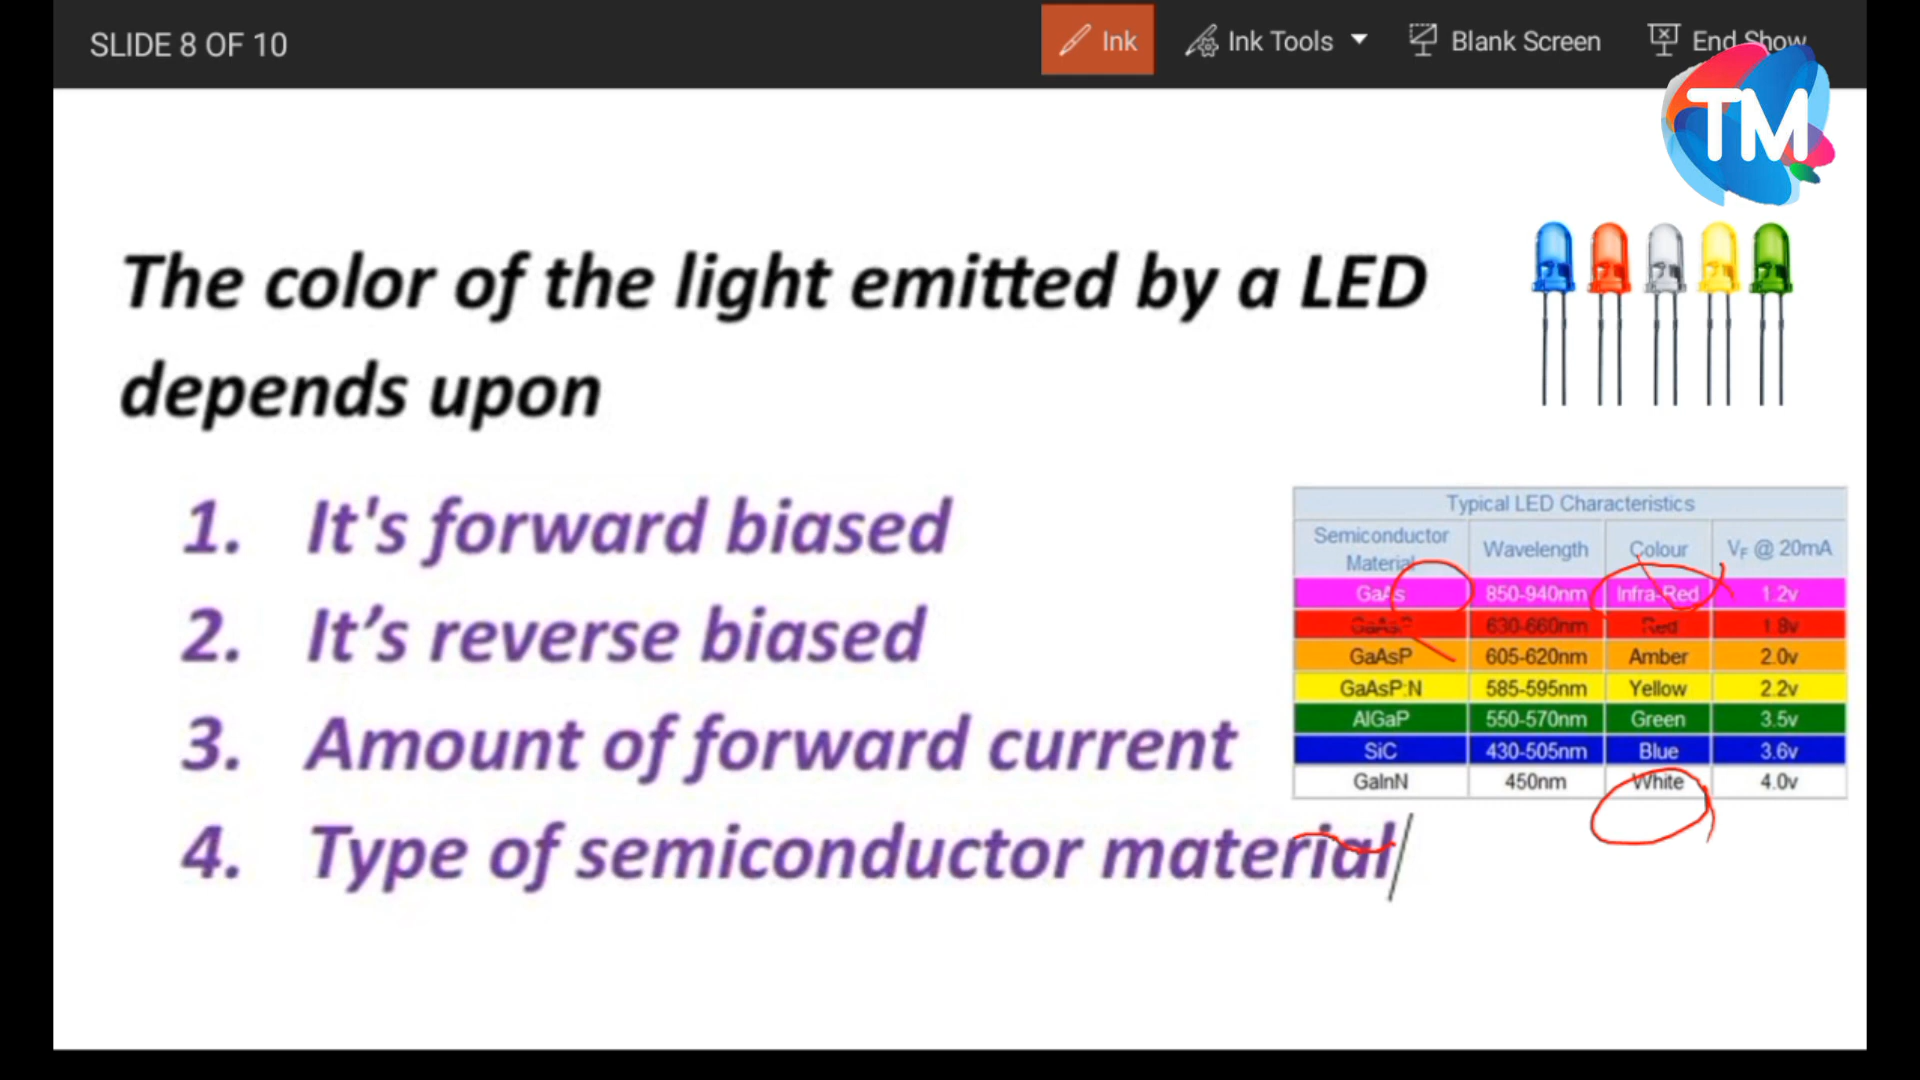 SLIDE 8 OF 10
Ink
Ink Tools
Blank Screen
End Show
TM
The color of the light emitted by a LED
depends upon
1. It's forward biased
2. It’s reverse biased
3. Amount of forward current
4. Type of semiconductor material
Typical LED Characteristics
Semiconductor Material Wavelength Colour VF @ 20mA
GaAs 850-940nm Infra-Red 1.2v
GaAsP 630-660nm Red 1.8v
GaAsP 605-620nm Amber 2.0v
GaAsP:N 585-595nm Yellow 2.2v
AlGaP 550-570nm Green 3.5v
SiC 430-505nm Blue 3.6v
GaInN 450nm White 4.0v